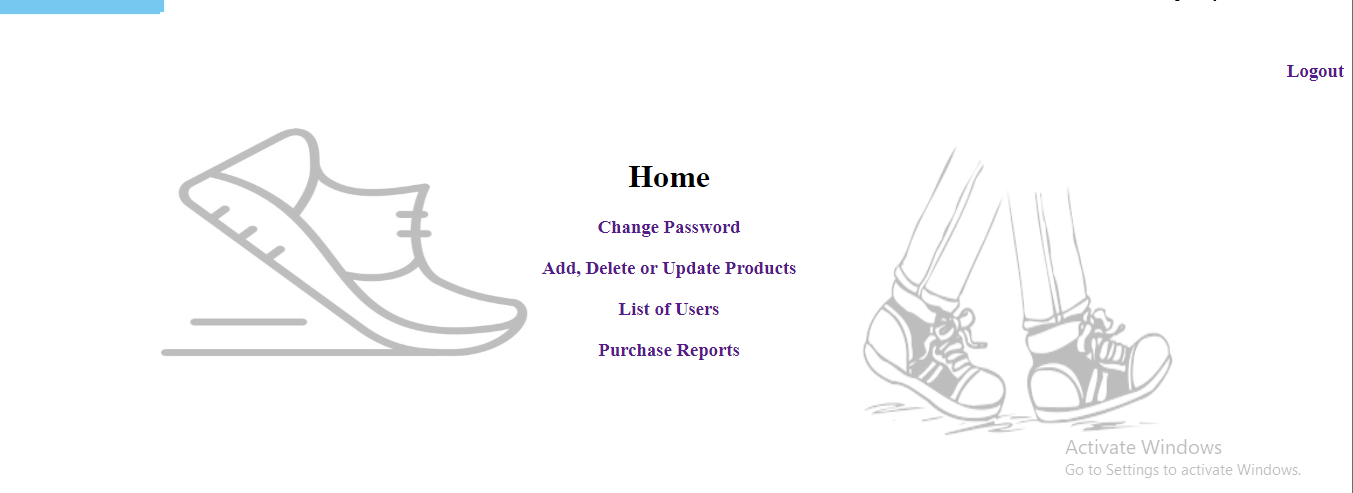 Logout
Home
Change Password
Add, Delete or Update Products
List of Users
Purchase Reports
Activate Windows
Go to Settings to activate Windows.